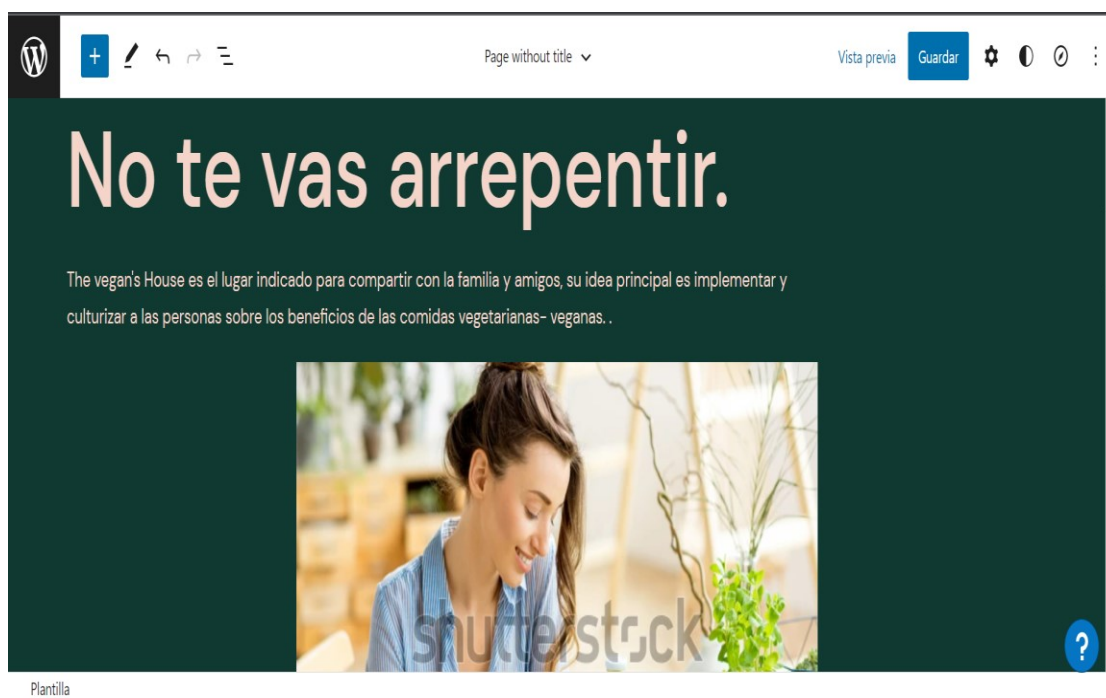 Page without title
Vista previa
Guardar
No te vas arrepentir.
The vegan's House es el lugar indicado para compartir con la familia y amigos, su idea principal es implementar y
culturizar a las personas sobre los beneficios de las comidas vegetarianas- veganas. .
shutterstock
?
Plantilla